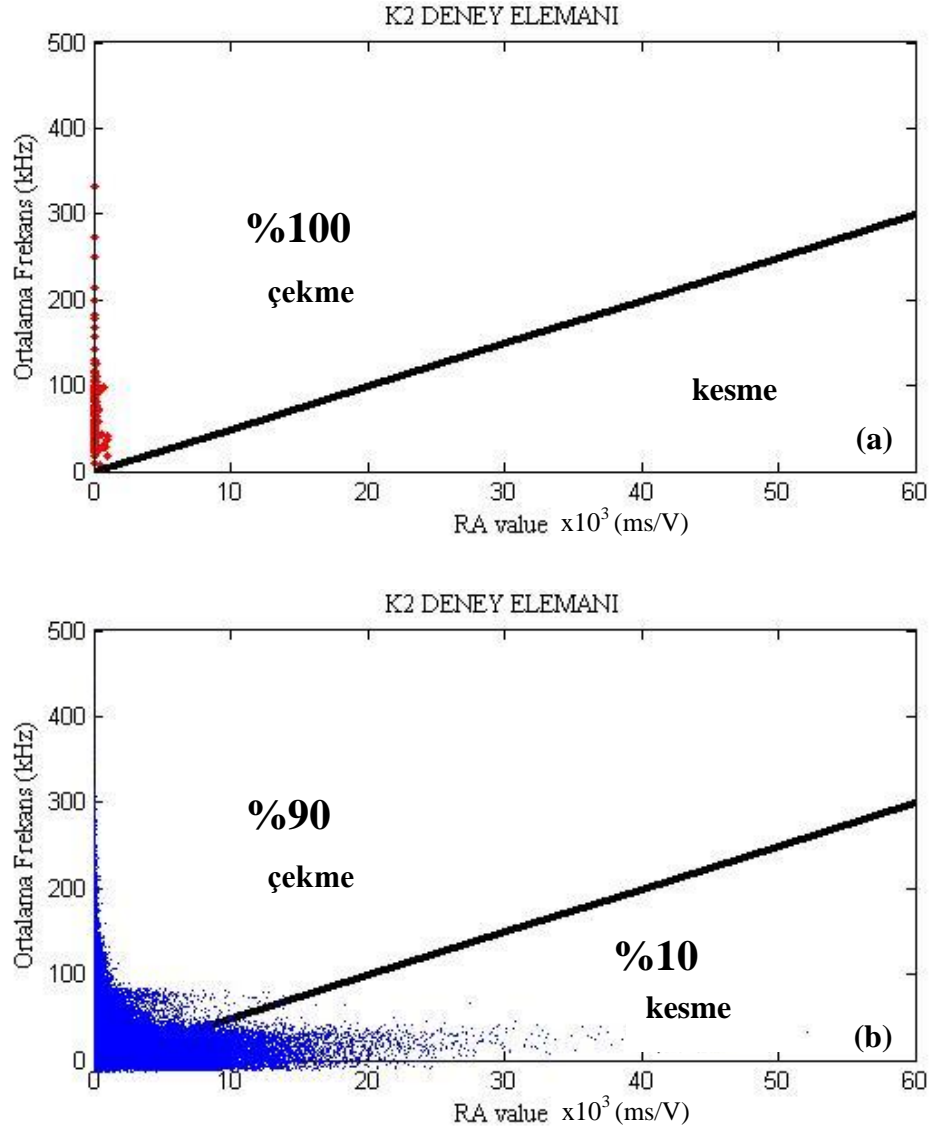 K2 DENEY ELEMANI
500
400
300
200
100
0
Ortalama Frekans (kHz)
%100
çekme
kesme
(a)
0 10 20 30 40 50 60
RA value x10³ (ms/V)
K2 DENEY ELEMANI
500
400
300
200
100
0
Ortalama Frekans (kHz)
%90
çekme
%10
kesme
(b)
0 10 20 30 40 50 60
RA value x10³ (ms/V)